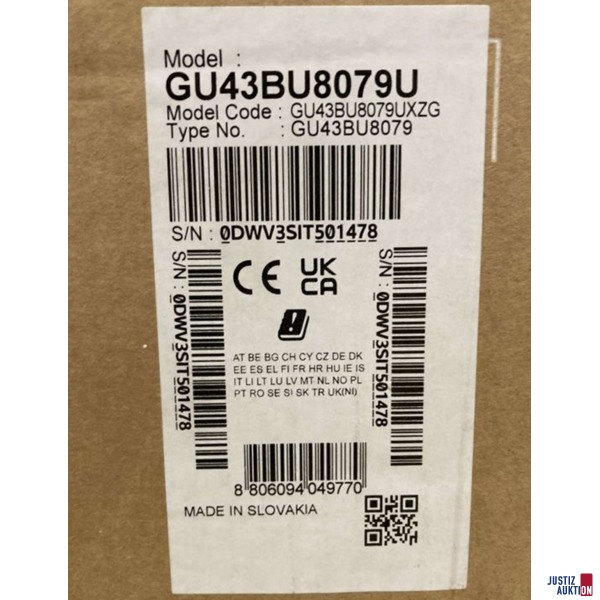 Model :
GU43BU8079U
Model Code : GU43BU8079UXZG
Type No. : GU43BU8079
S/N : 0DWV3SIT501478
S/N : 0DWV3SIT501478
S/N : 0DWV3SIT501478
CE UK
CA
AT BE BG CH CY CZ DE DK
EE ES EL FI FR HR HU IE IS
IT LI LT LU LV MT NL NO PL
PT RO SE SI SK TR UK(NI)
8 806094 049770
MADE IN SLOVAKIA
JUSTIZ
AUKTION